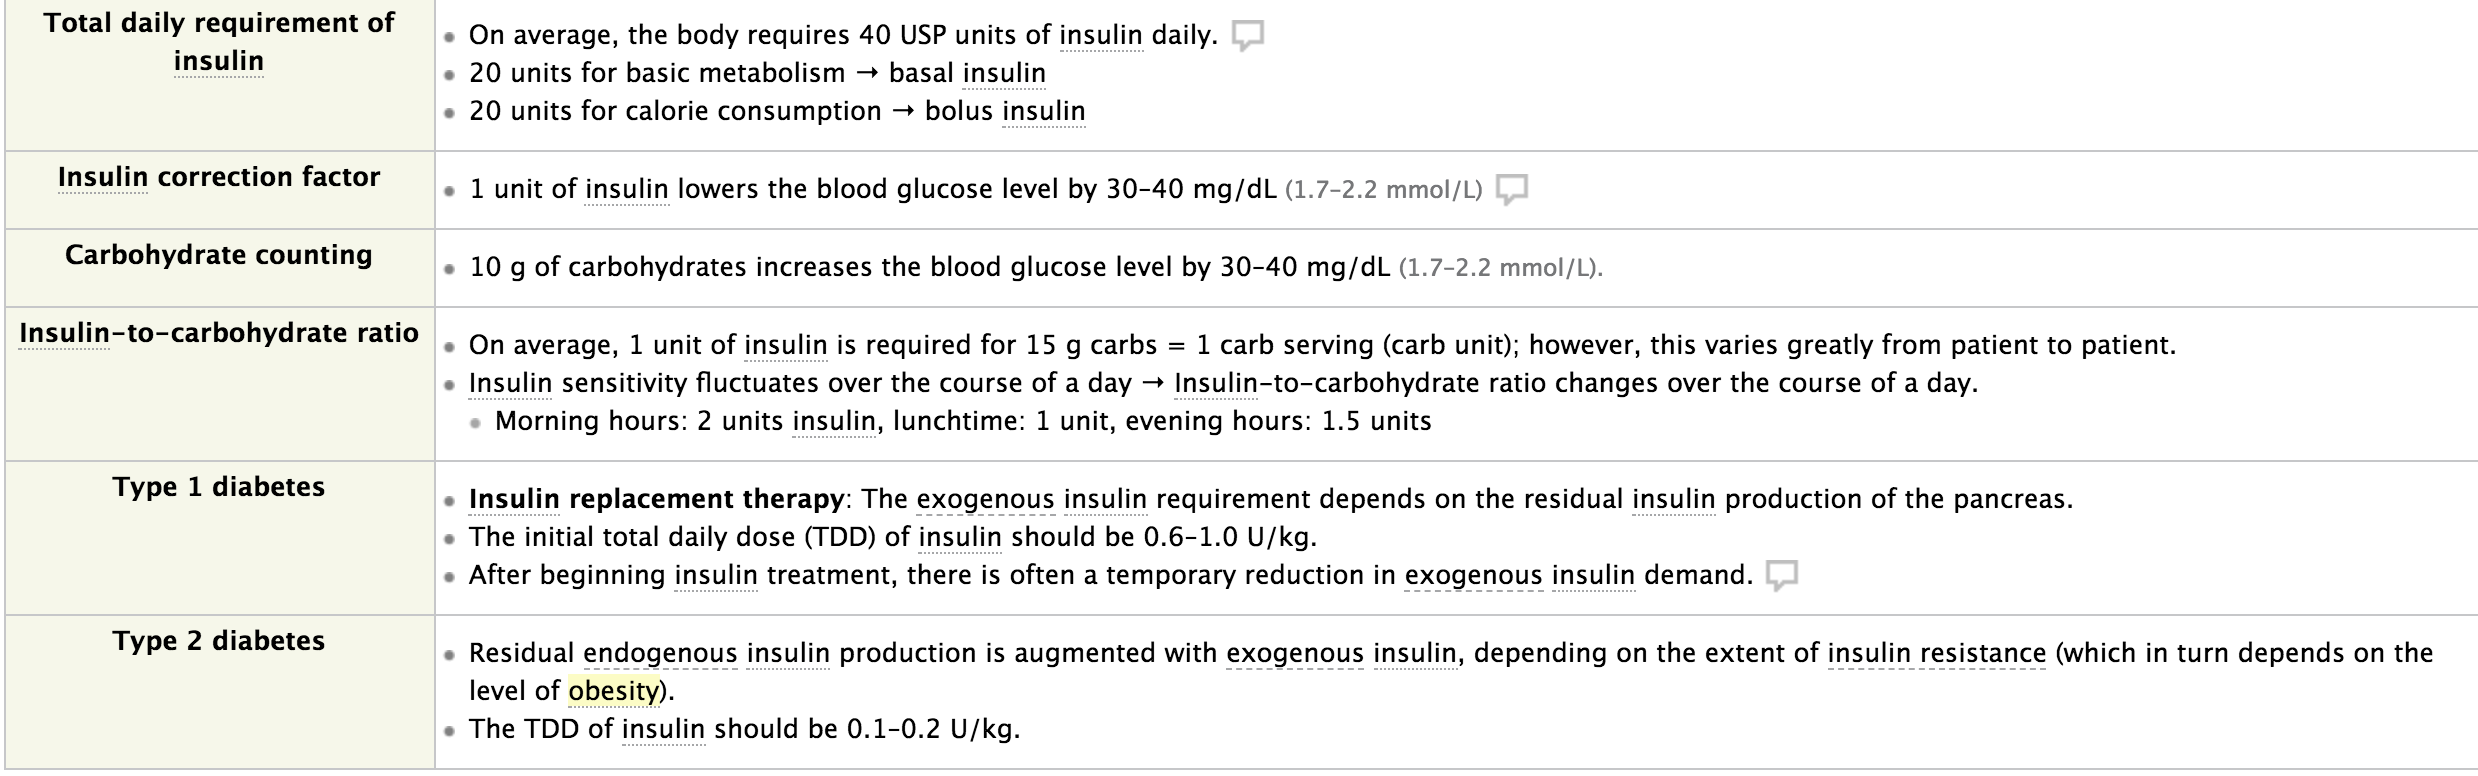 Total daily requirement of
insulin
On average, the body requires 40 USP units of insulin daily.
20 units for basic metabolism → basal insulin
20 units for calorie consumption → bolus insulin
Insulin correction factor
1 unit of insulin lowers the blood glucose level by 30–40 mg/dL (1.7–2.2 mmol/L)
Carbohydrate counting
10 g of carbohydrates increases the blood glucose level by 30–40 mg/dL (1.7–2.2 mmol/L).
Insulin-to-carbohydrate ratio
On average, 1 unit of insulin is required for 15 g carbs = 1 carb serving (carb unit); however, this varies greatly from patient to patient.
Insulin sensitivity fluctuates over the course of a day → Insulin-to-carbohydrate ratio changes over the course of a day.
Morning hours: 2 units insulin, lunchtime: 1 unit, evening hours: 1.5 units
Type 1 diabetes
Insulin replacement therapy: The exogenous insulin requirement depends on the residual insulin production of the pancreas.
The initial total daily dose (TDD) of insulin should be 0.6–1.0 U/kg.
After beginning insulin treatment, there is often a temporary reduction in exogenous insulin demand.
Type 2 diabetes
Residual endogenous insulin production is augmented with exogenous insulin, depending on the extent of insulin resistance (which in turn depends on the
level of obesity).
The TDD of insulin should be 0.1–0.2 U/kg.